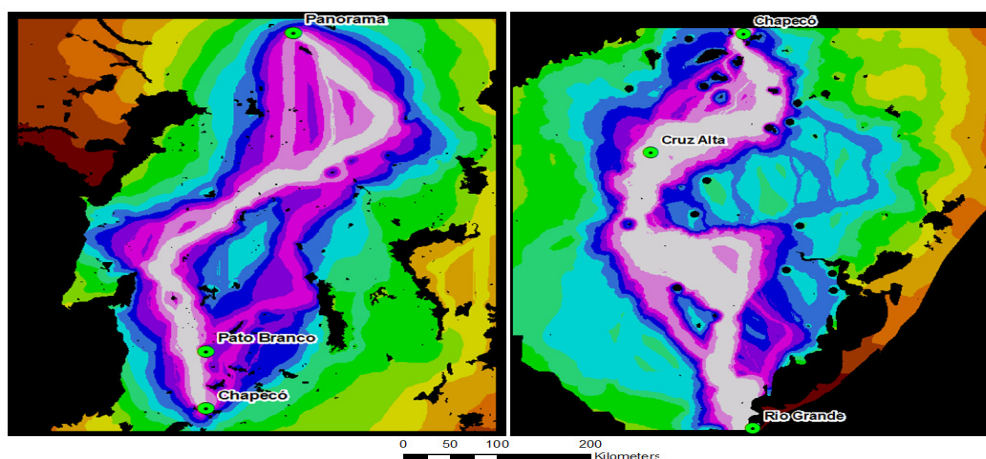 Panorama
Pato Branco
Chapecó
Chapecó
Cruz Alta
Rio Grande
0 50 100 200
Kilometers